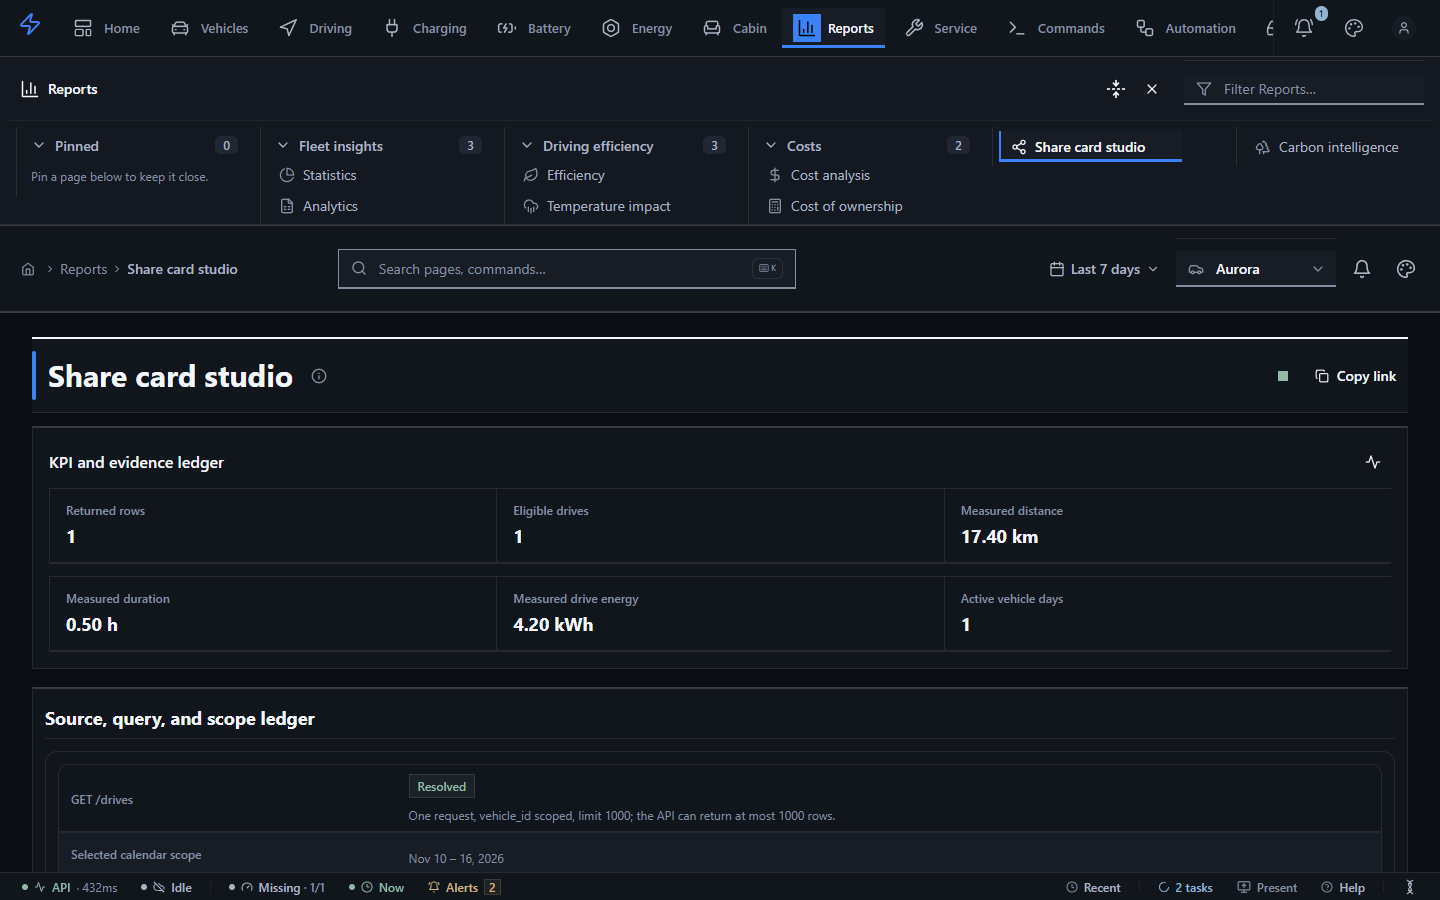 Home Vehicles Driving Charging Battery Energy Cabin Reports Service Commands Automation 1
Reports
Filter Reports...
Pinned 0 Fleet insights 3 Driving efficiency 3 Costs 2 Share card studio Carbon intelligence
Pin a page below to keep it close. Statistics Efficiency Cost analysis
Analytics Temperature impact Cost of ownership
Reports Share card studio Search pages, commands... K Last 7 days Aurora
Share card studio Copy link
KPI and evidence ledger
Returned rows Eligible drives Measured distance
1 1 17.40 km
Measured duration Measured drive energy Active vehicle days
0.50 h 4.20 kWh 1
Source, query, and scope ledger
Resolved
GET /drives
One request, vehicle_id scoped, limit 1000; the API can return at most 1000 rows.
Selected calendar scope
Nov 10 – 16, 2026
API · 432ms Idle Missing · 1/1 Now Alerts 2 Recent 2 tasks Present Help